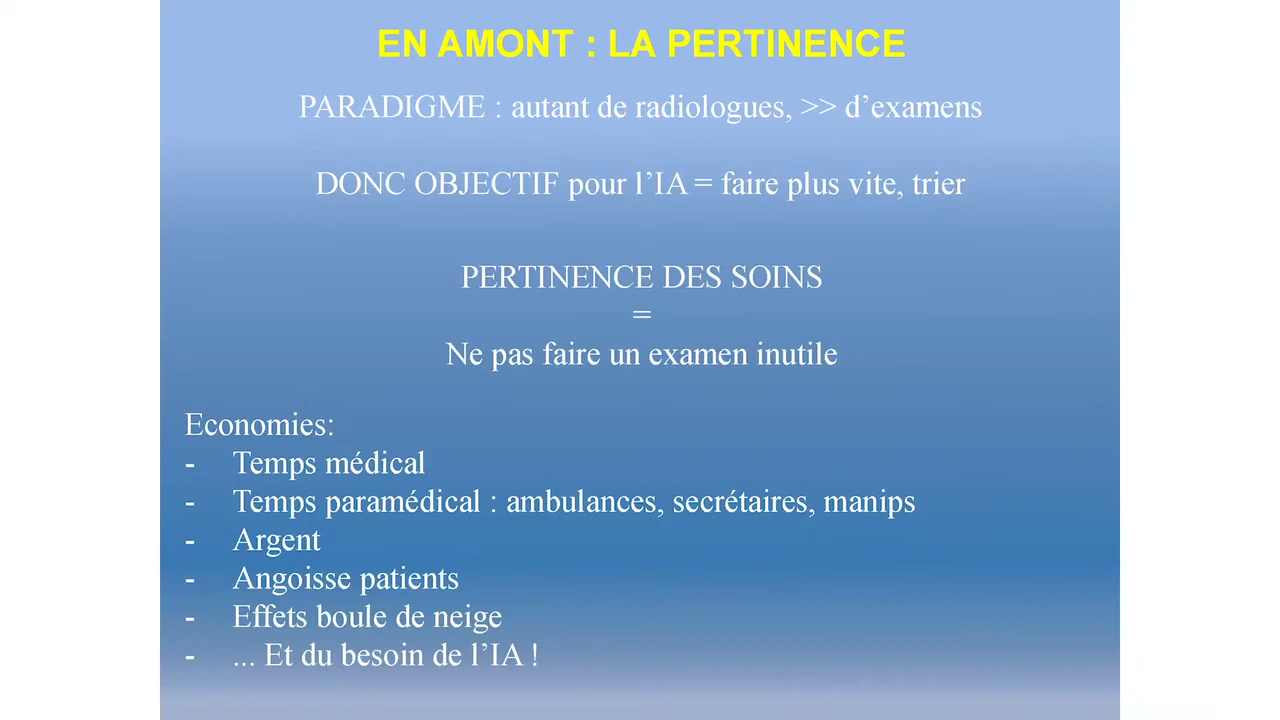 EN AMONT : LA PERTINENCE
PARADIGME : autant de radiologues, >> d’examens
DONC OBJECTIF pour l’IA = faire plus vite, trier
PERTINENCE DES SOINS
=
Ne pas faire un examen inutile
Economies:
- Temps médical
- Temps paramédical : ambulances, secrétaires, manips
- Argent
- Angoisse patients
- Effets boule de neige
- ... Et du besoin de l’IA !